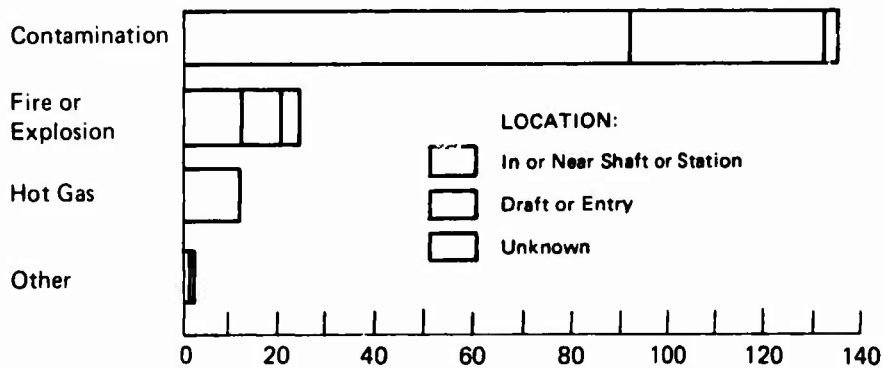 Contamination
Fire or
Explosion
Hot Gas
Other
LOCATION:
In or Near Shaft or Station
Draft or Entry
Unknown
0 20 40 60 80 100 120 140